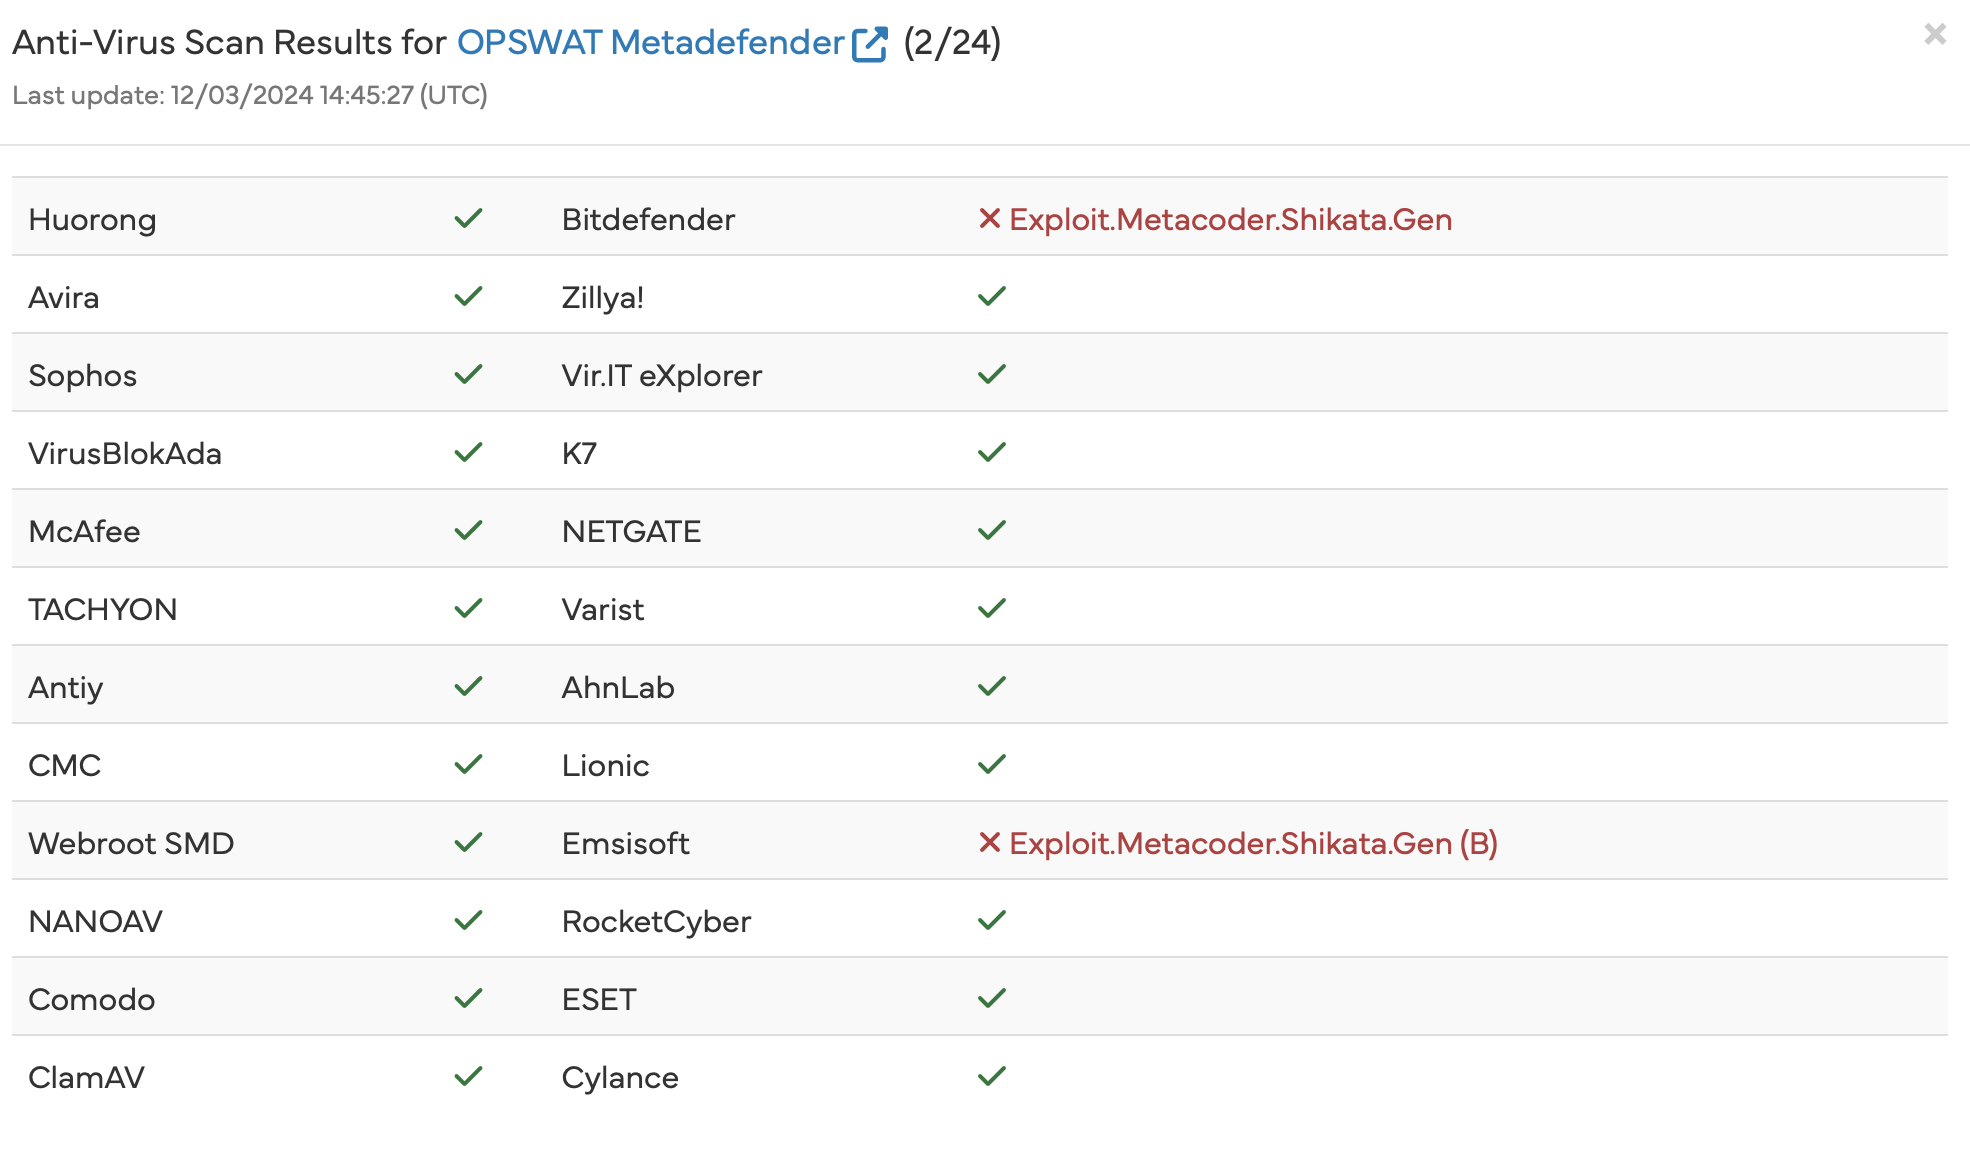 Anti-Virus Scan Results for OPSWAT Metadefender (2/24)
Last update: 12/03/2024 14:45:27 (UTC)
Huorong ✓ Bitdefender ✕ Exploit.Metacoder.Shikata.Gen
Avira ✓ Zillya! ✓
Sophos ✓ Vir.IT eXplorer ✓
VirusBlokAda ✓ K7 ✓
McAfee ✓ NETGATE ✓
TACHYON ✓ Varist ✓
Antiy ✓ AhnLab ✓
CMC ✓ Lionic ✓
Webroot SMD ✓ Emsisoft ✕ Exploit.Metacoder.Shikata.Gen (B)
NANOAV ✓ RocketCyber ✓
Comodo ✓ ESET ✓
ClamAV ✓ Cylance ✓